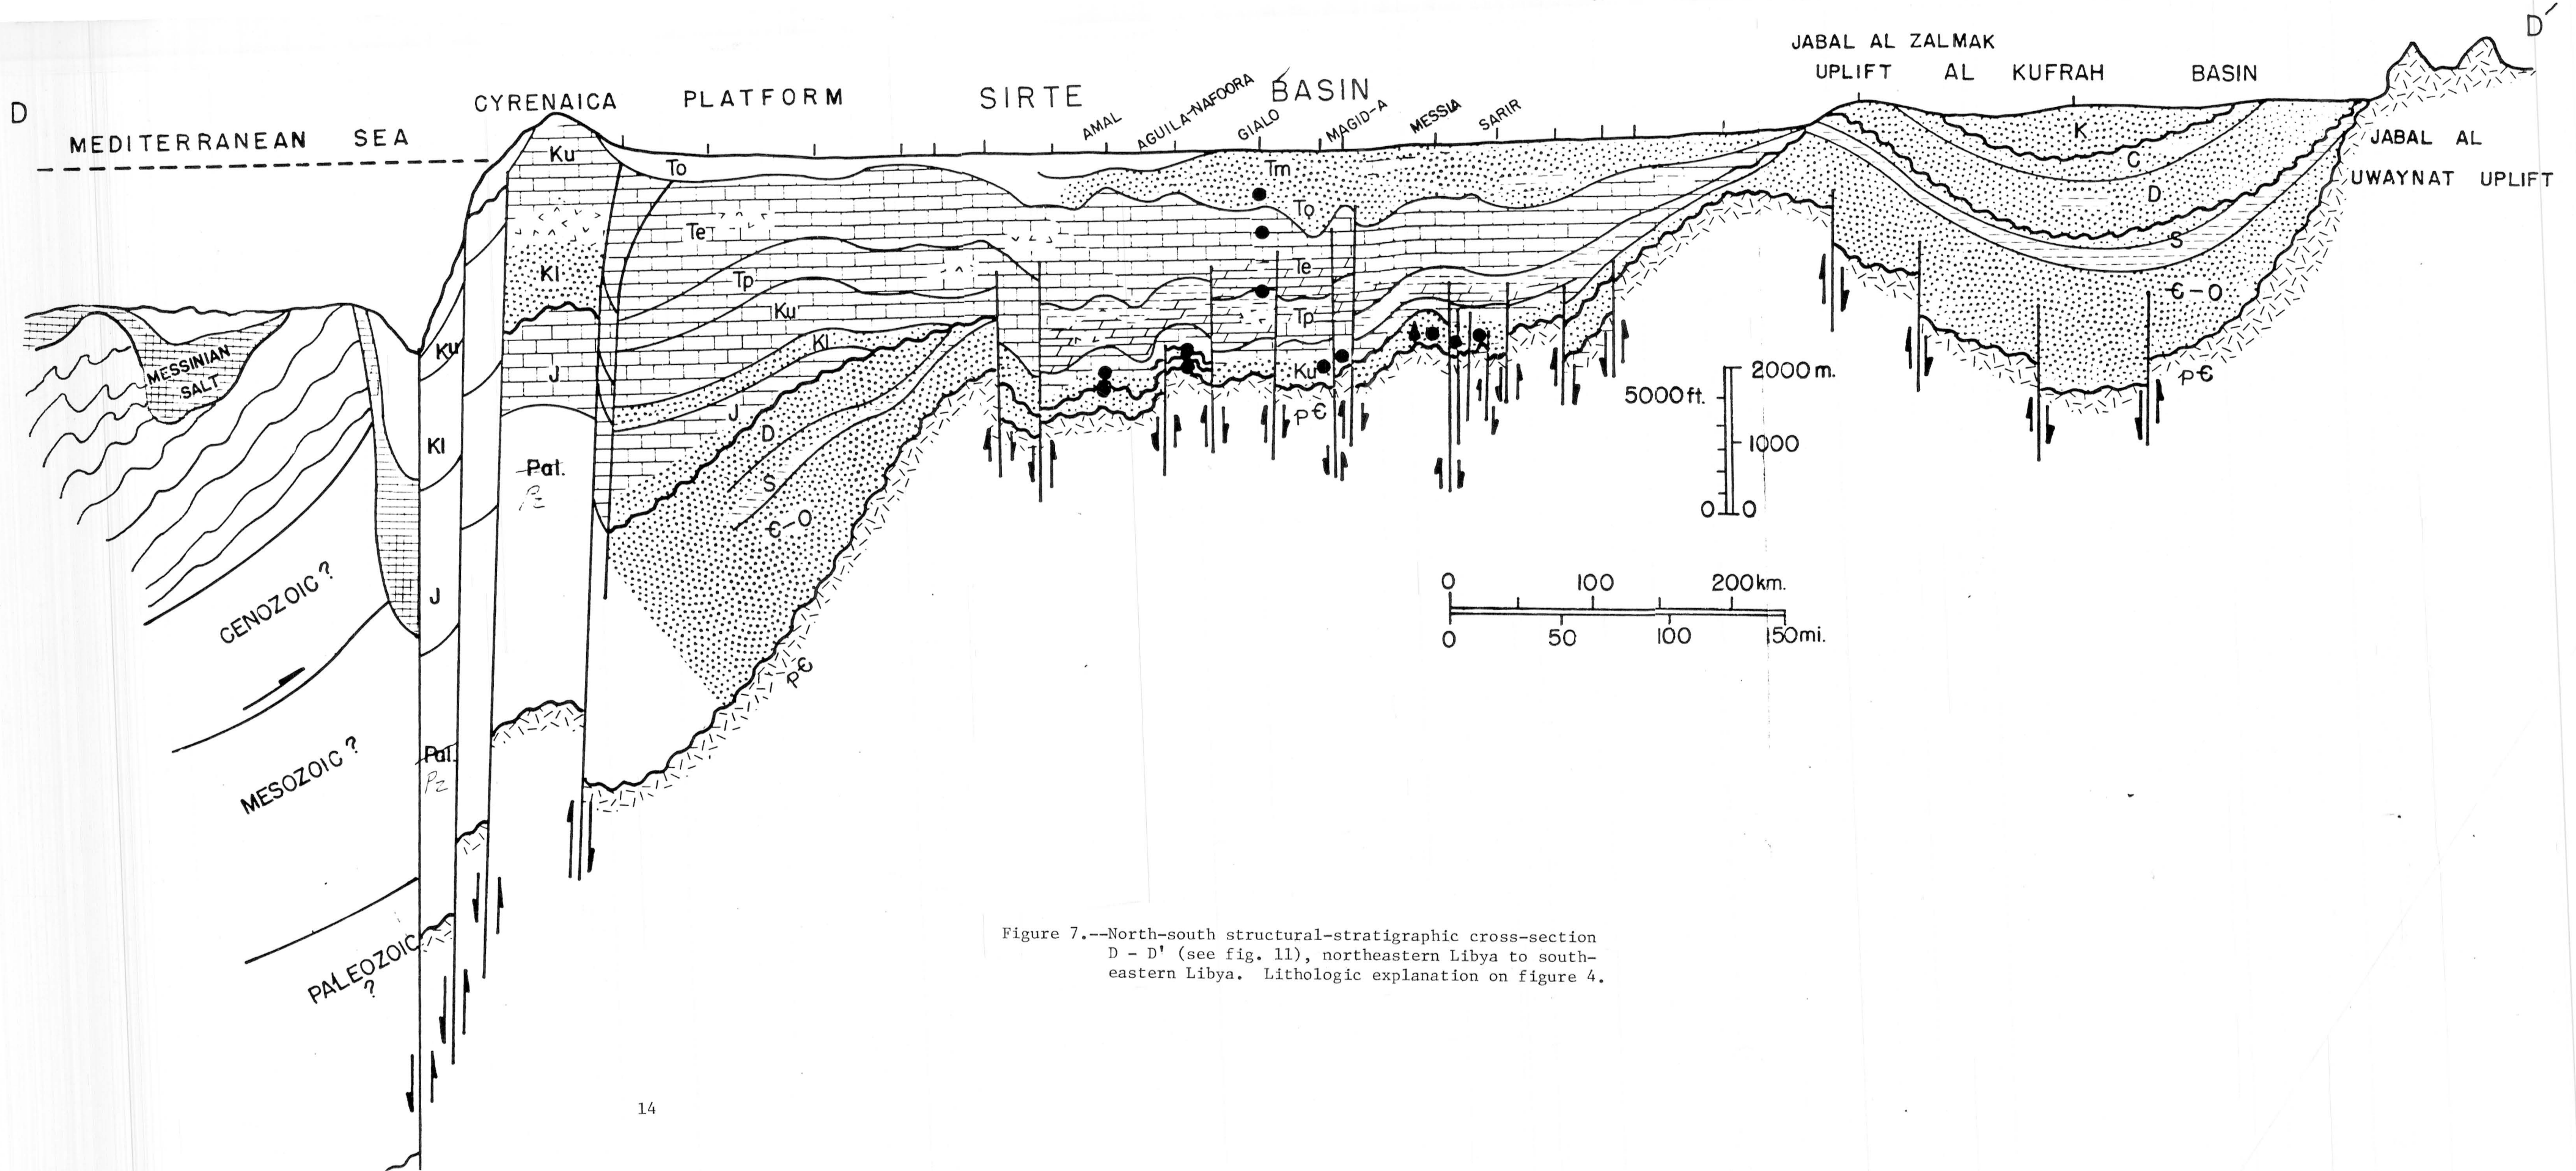 D
D′
MEDITERRANEAN SEA
CYRENAICA PLATFORM
SIRTE BASIN
JABAL AL ZALMAK
UPLIFT
AL KUFRAH BASIN
JABAL AL
UWAYNAT UPLIFT
AMAL
AGUILA-NAFOORA
GIALO
MAGID-A
MESSLA
SARIR
Ku
To
Tm
K
C
D
S
Є-O
pЄ
To
Te
Tp
Ku
pЄ
Te
Tp
Ku
Kl
J
D
S
Є-O
pЄ
Kl
J
Pal.
Pz
Ku
Kl
J
Pal.
Pz
MESSINIAN
SALT
CENOZOIC ?
MESOZOIC ?
PALEOZOIC
?
2000 m.
5000 ft.
1000
0 0
0 100 200 km.
0 50 100 150 mi.
Figure 7.--North-south structural-stratigraphic cross-section
D - D' (see fig. 11), northeastern Libya to south-
eastern Libya. Lithologic explanation on figure 4.
14